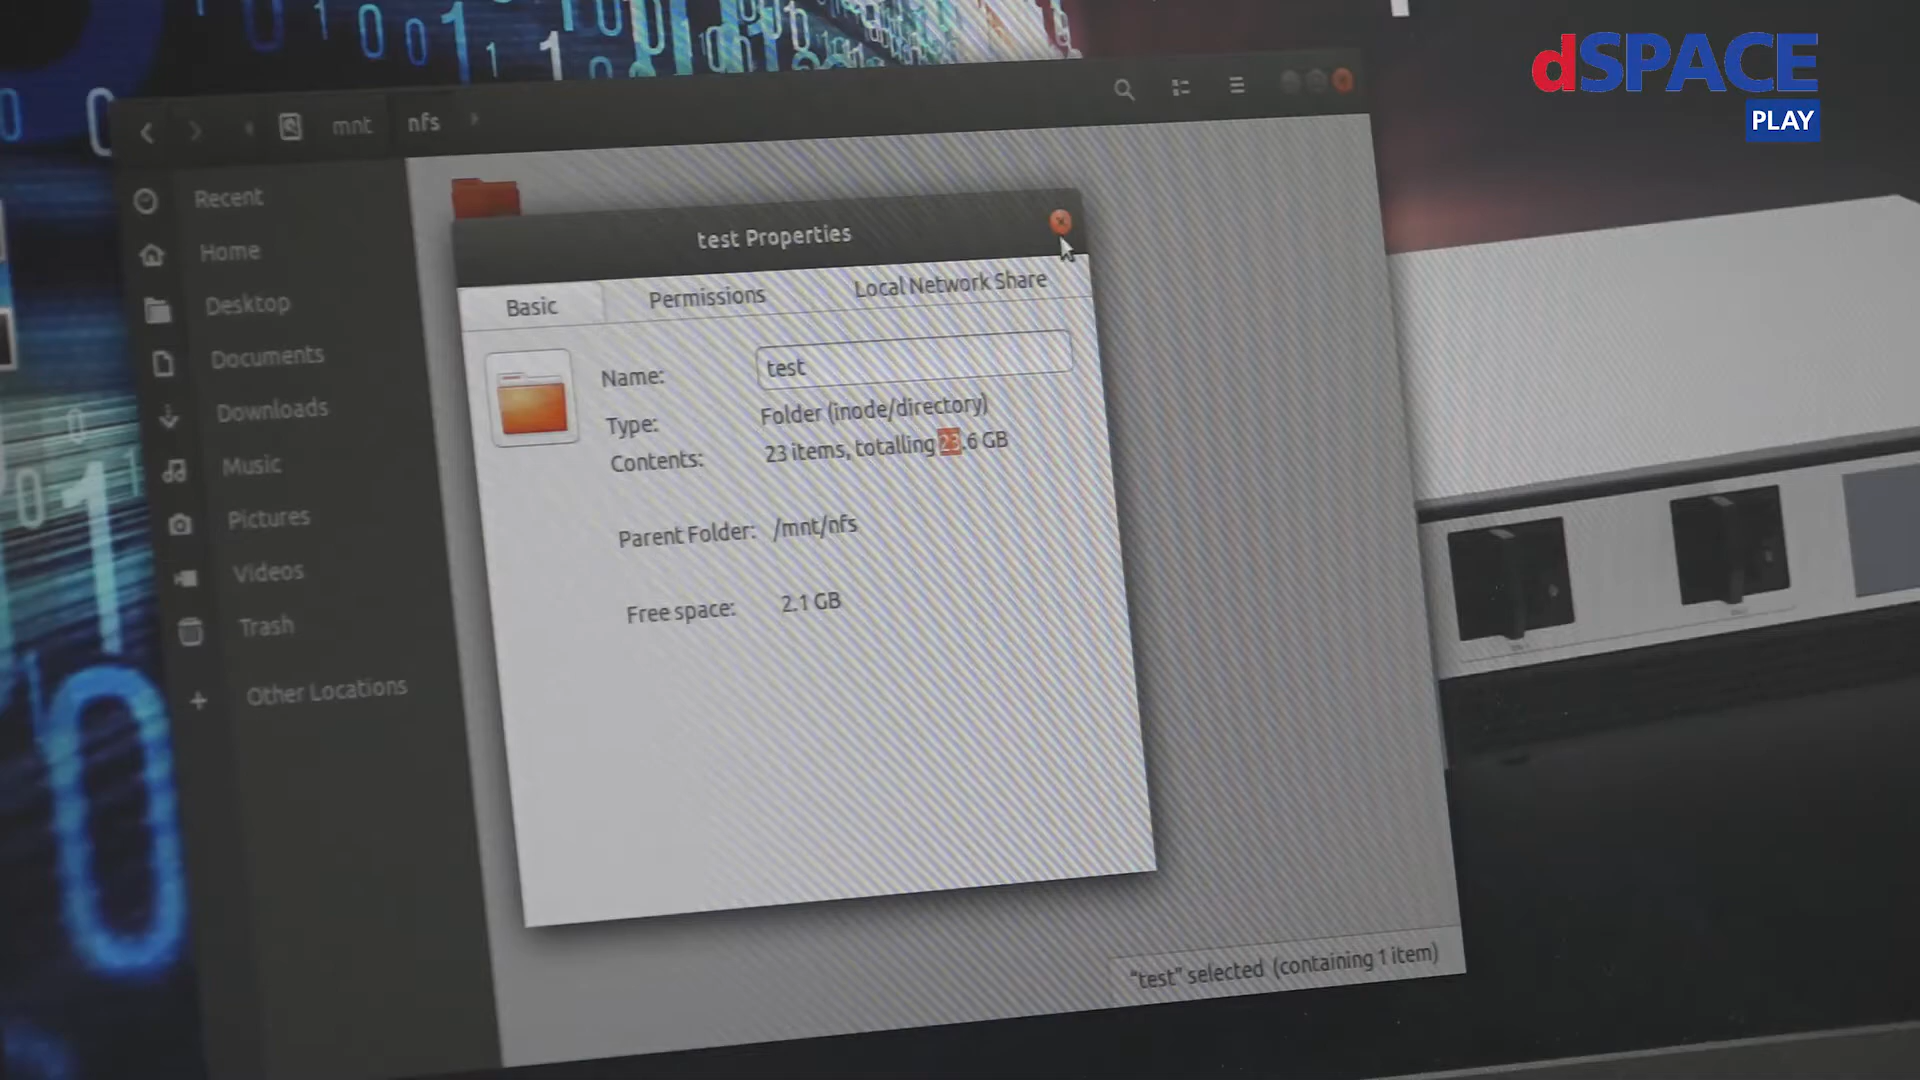 dSPACE
PLAY
mnt
nfs
Recent
Home
Desktop
Documents
Downloads
Music
Pictures
Videos
Trash
Other Locations
test Properties
Basic
Permissions
Local Network Share
Name:
test
Type:
Folder (inode/directory)
Contents:
23 items, totalling 23.6 GB
Parent Folder:
/mnt/nfs
Free space:
2.1 GB
“test” selected (containing 1 item)